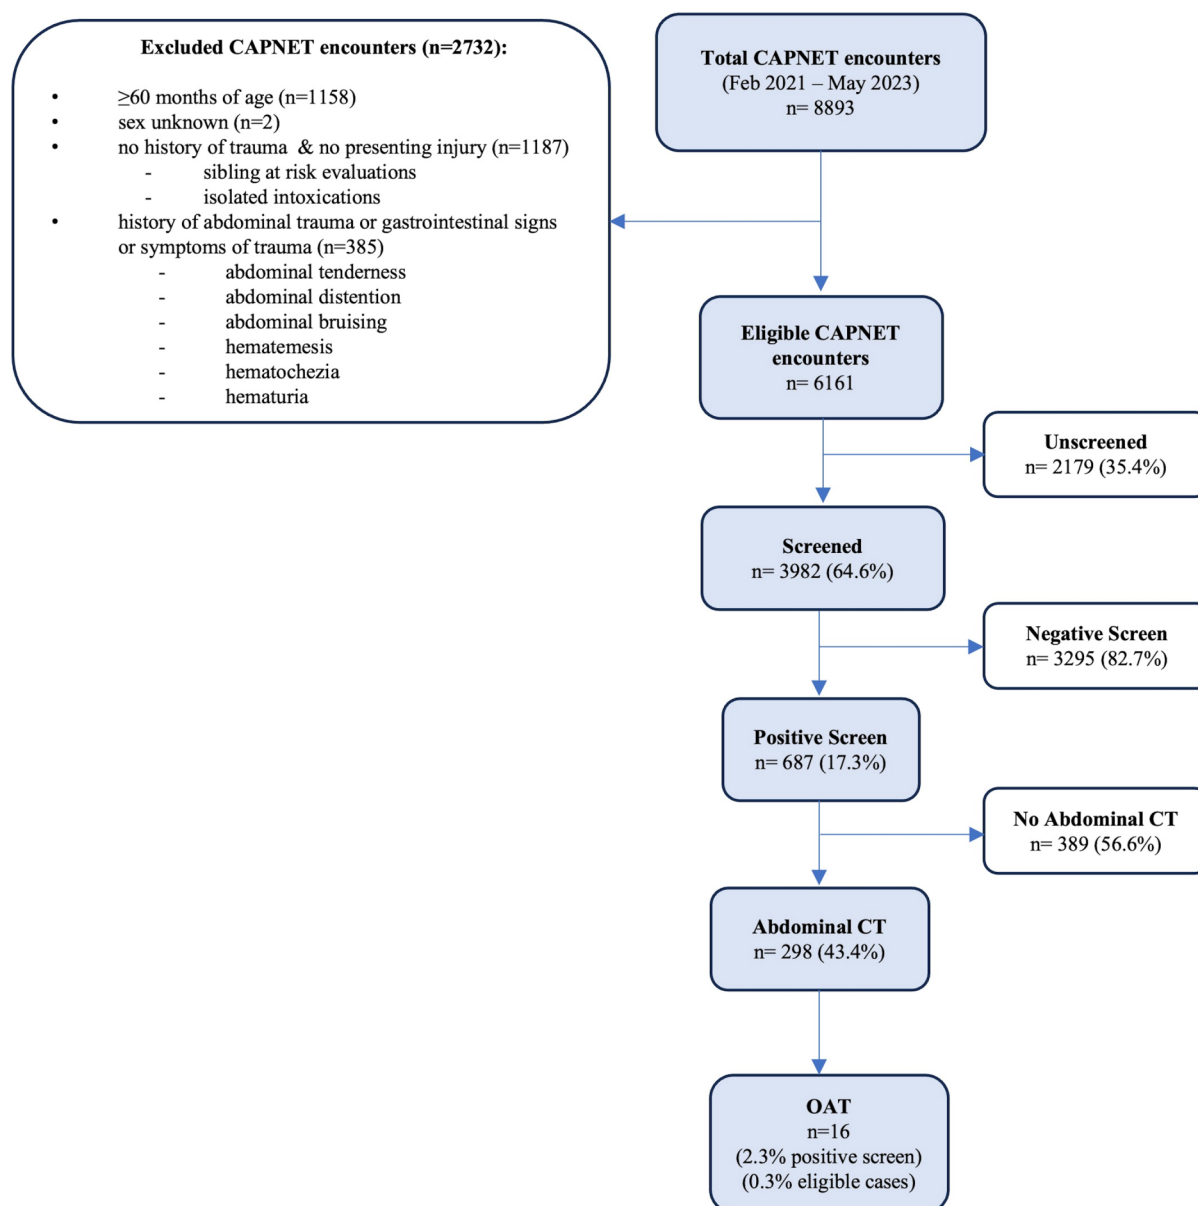 Excluded CAPNET encounters (n=2732):
• ≥60 months of age (n=1158)
• sex unknown (n=2)
• no history of trauma & no presenting injury (n=1187)
- sibling at risk evaluations
- isolated intoxications
• history of abdominal trauma or gastrointestinal signs
or symptoms of trauma (n=385)
- abdominal tenderness
- abdominal distention
- abdominal bruising
- hematemesis
- hematochezia
- hematuria
Total CAPNET encounters
(Feb 2021 – May 2023)
n= 8893
Eligible CAPNET
encounters
n= 6161
Unscreened
n= 2179 (35.4%)
Screened
n= 3982 (64.6%)
Negative Screen
n= 3295 (82.7%)
Positive Screen
n= 687 (17.3%)
No Abdominal CT
n= 389 (56.6%)
Abdominal CT
n= 298 (43.4%)
OAT
n=16
(2.3% positive screen)
(0.3% eligible cases)